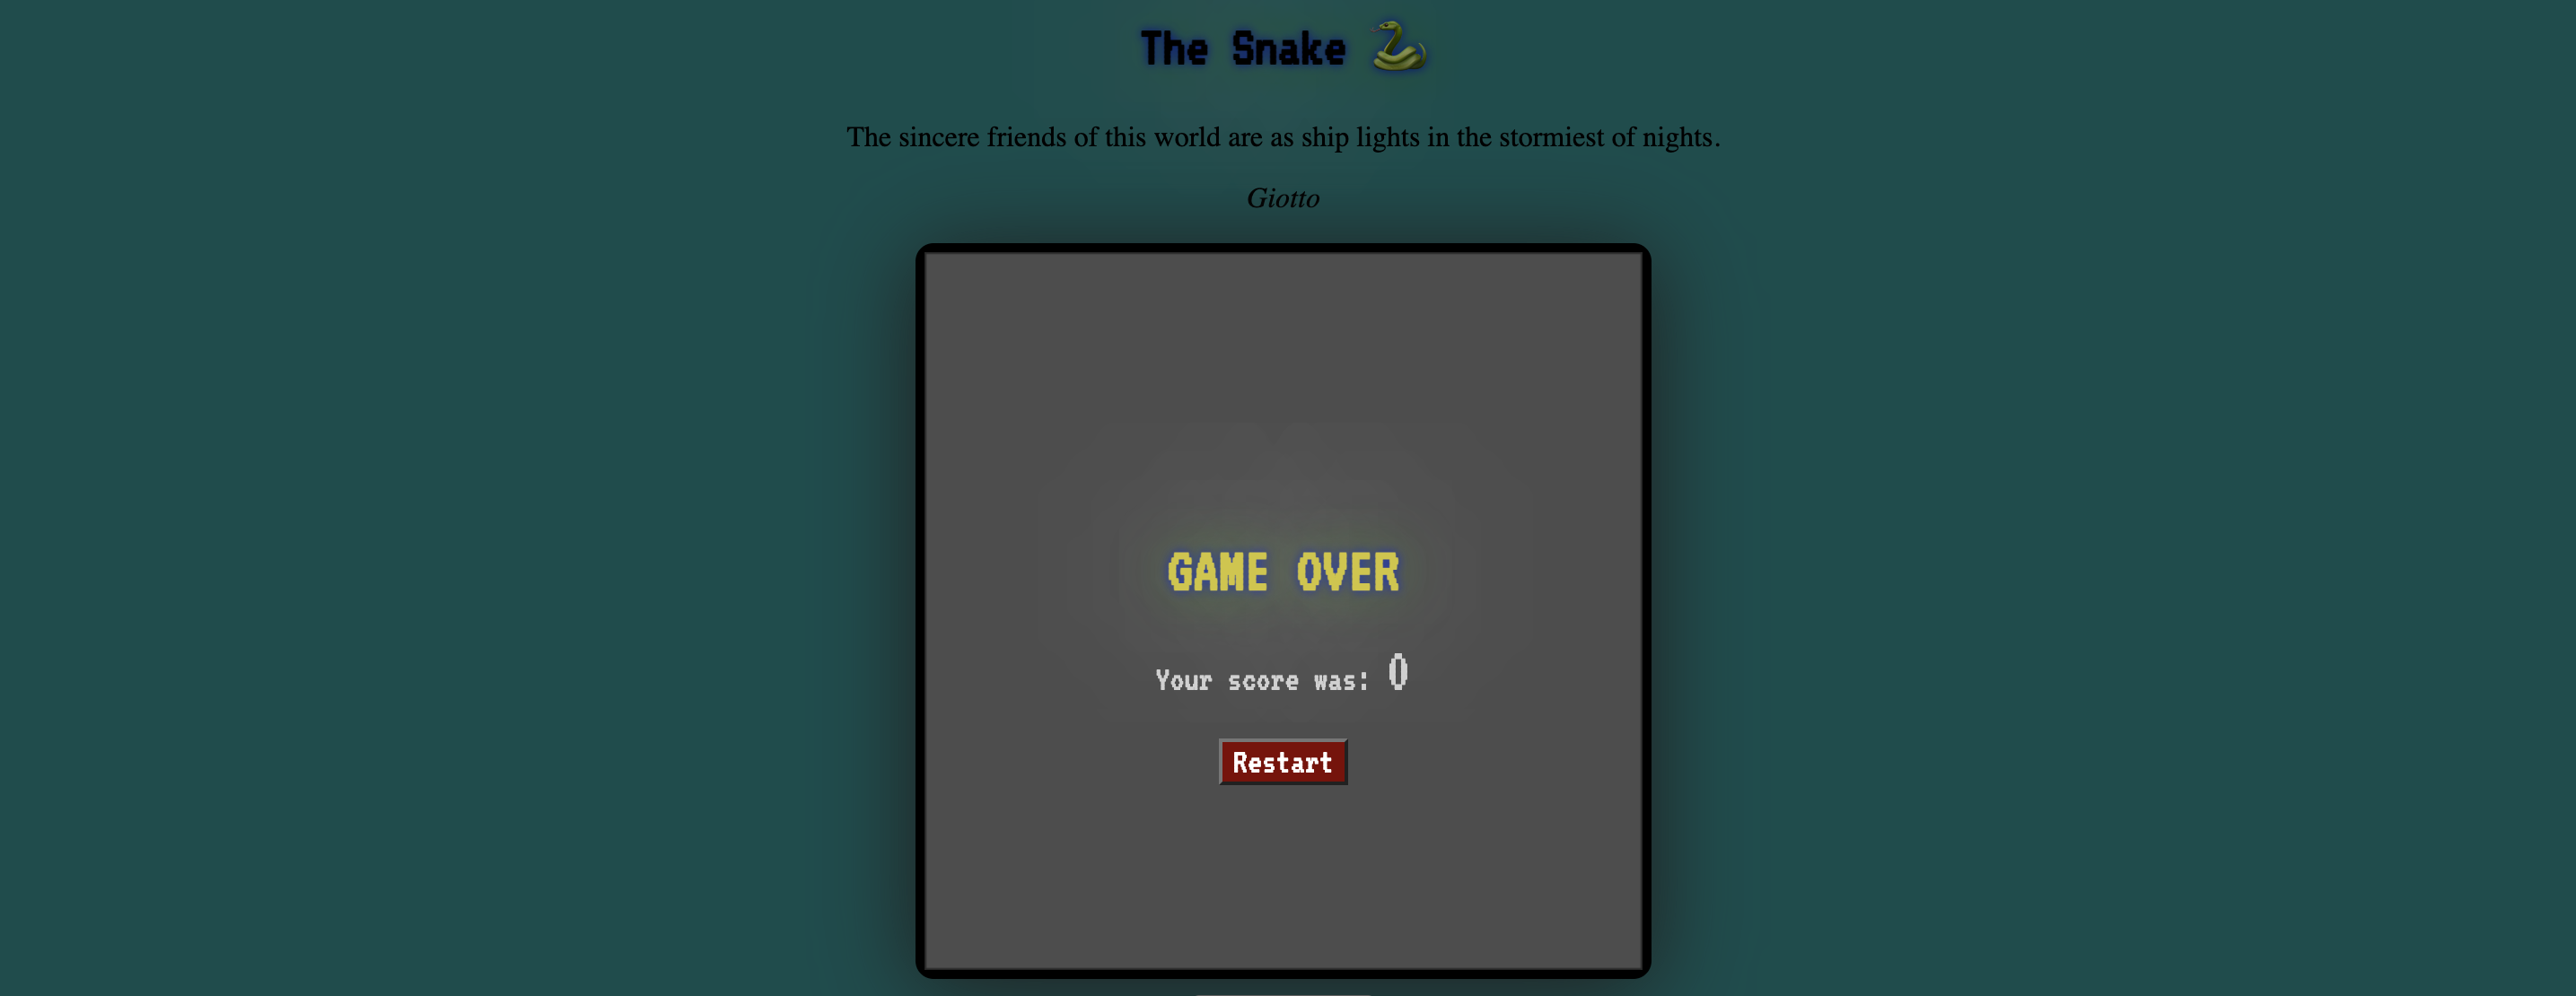 The Snake 🐍
The sincere friends of this world are as ship lights in the stormiest of nights.
Giotto
GAME OVER
Your score was: 0
Restart